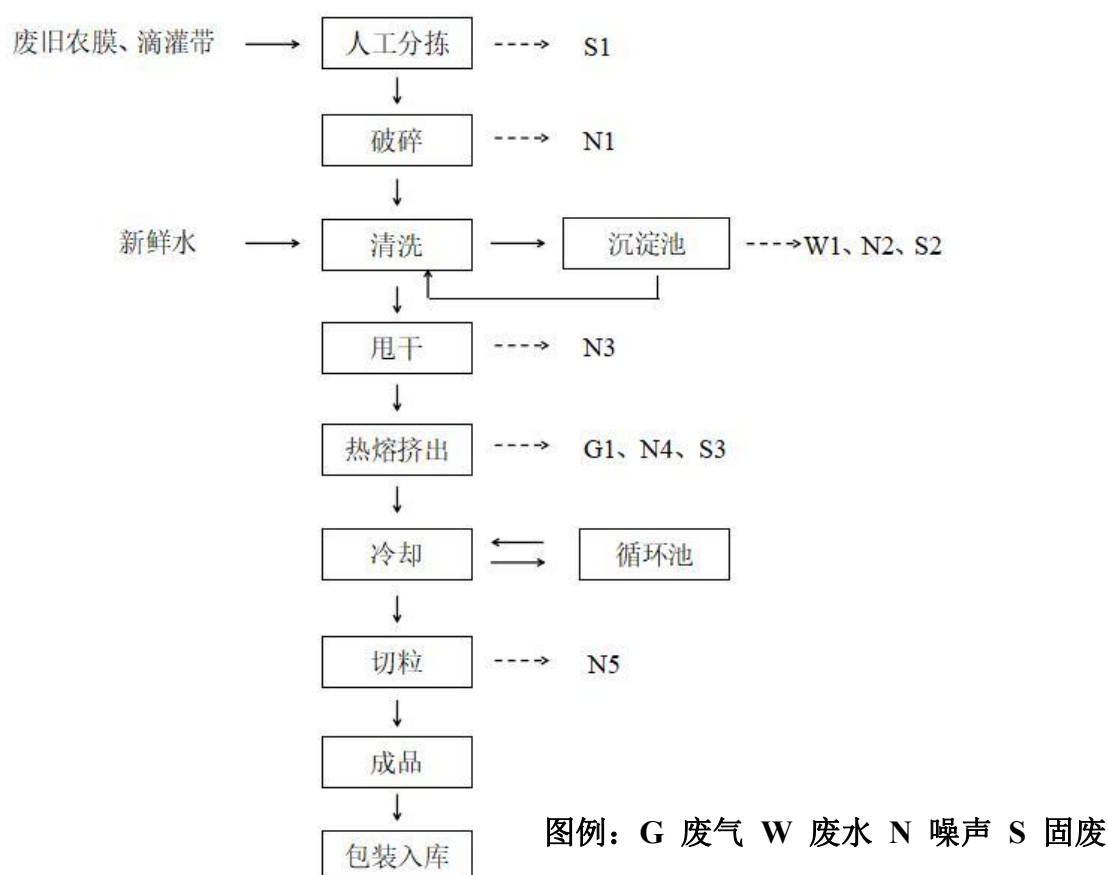 废旧农膜、滴灌带
人工分拣
S1
破碎
N1
新鲜水
清洗
沉淀池
W1、N2、S2
甩干
N3
热熔挤出
G1、N4、S3
冷却
循环池
切粒
N5
成品
图例：G 废气 W 废水 N 噪声 S 固废
包装入库